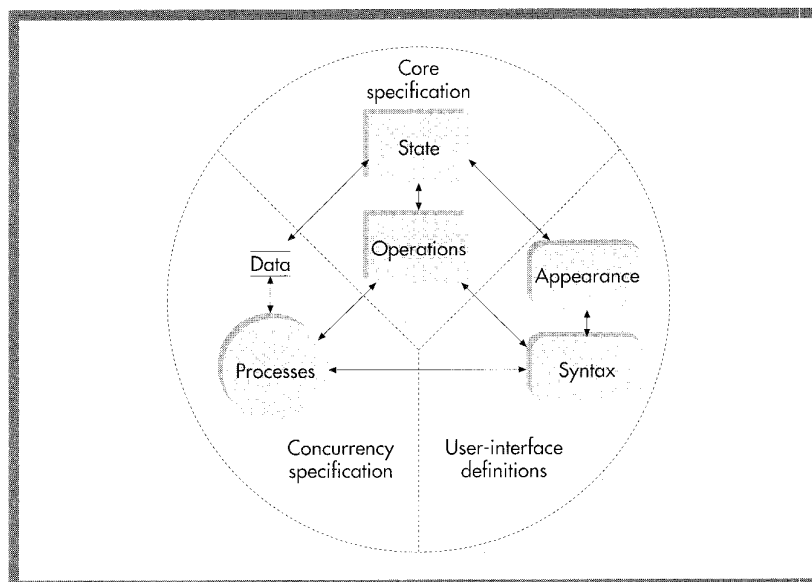 Core
specification
State
Operations
Data
Appearance
Processes
Syntax
Concurrency
specification
User-interface
definitions